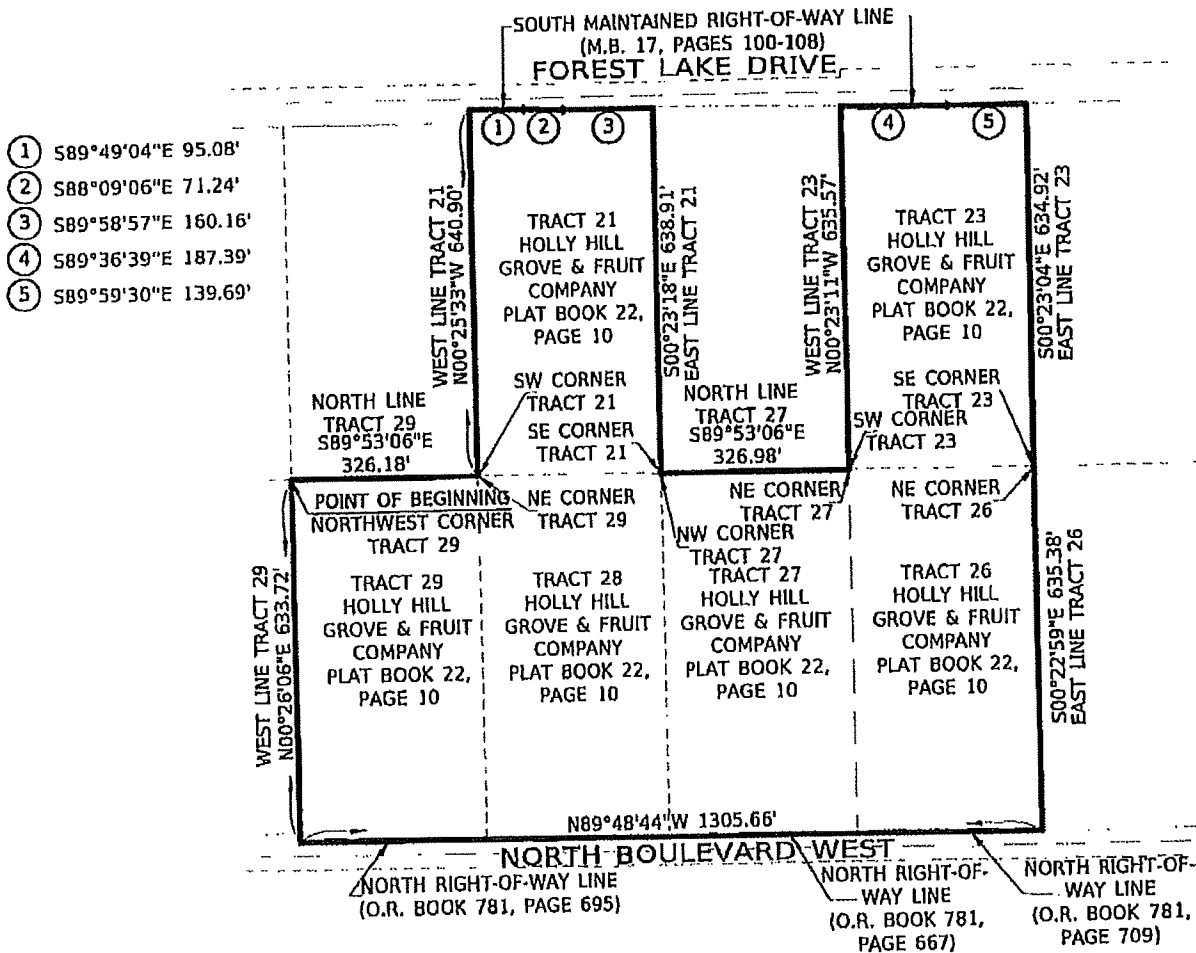 SOUTH MAINTAINED RIGHT-OF-WAY LINE
(M.B. 17, PAGES 100-108)
FOREST LAKE DRIVE
1 S89°49'04"E 95.08'
2 S88°09'06"E 71.24'
3 S89°58'57"E 160.16'
4 S89°36'39"E 187.39'
5 S89°59'30"E 139.69'
1
2
3
4
5
WEST LINE TRACT 21
N00°25'33"W 640.90'
TRACT 21
HOLLY HILL
GROVE & FRUIT
COMPANY
PLAT BOOK 22,
PAGE 10
S00°23'18"E 638.91'
EAST LINE TRACT 21
WEST LINE TRACT 23
N00°23'11"W 635.57'
TRACT 23
HOLLY HILL
GROVE & FRUIT
COMPANY
PLAT BOOK 22,
PAGE 10
S00°23'04"E 634.92'
EAST LINE TRACT 23
NORTH LINE
TRACT 29
S89°53'06"E
326.18'
SW CORNER
TRACT 21
SE CORNER
TRACT 21
NORTH LINE
TRACT 27
S89°53'06"E
326.98'
SE CORNER
TRACT 23
SW CORNER
TRACT 23
POINT OF BEGINNING
NORTHWEST CORNER
TRACT 29
NE CORNER
TRACT 29
NW CORNER
TRACT 27
NE CORNER
TRACT 27
NE CORNER
TRACT 26
WEST LINE TRACT 29
N00°26'06"E 633.72'
TRACT 29
HOLLY HILL
GROVE & FRUIT
COMPANY
PLAT BOOK 22,
PAGE 10
TRACT 28
HOLLY HILL
GROVE & FRUIT
COMPANY
PLAT BOOK 22,
PAGE 10
TRACT 27
HOLLY HILL
GROVE & FRUIT
COMPANY
PLAT BOOK 22,
PAGE 10
TRACT 26
HOLLY HILL
GROVE & FRUIT
COMPANY
PLAT BOOK 22,
PAGE 10
S00°22'59"E 635.38'
EAST LINE TRACT 26
N89°48'44"W 1305.66'
NORTH BOULEVARD WEST
NORTH RIGHT-OF-WAY LINE
(O.R. BOOK 781, PAGE 695)
NORTH RIGHT-OF-
WAY LINE
(O.R. BOOK 781,
PAGE 667)
NORTH RIGHT-OF-
WAY LINE
(O.R. BOOK 781,
PAGE 709)